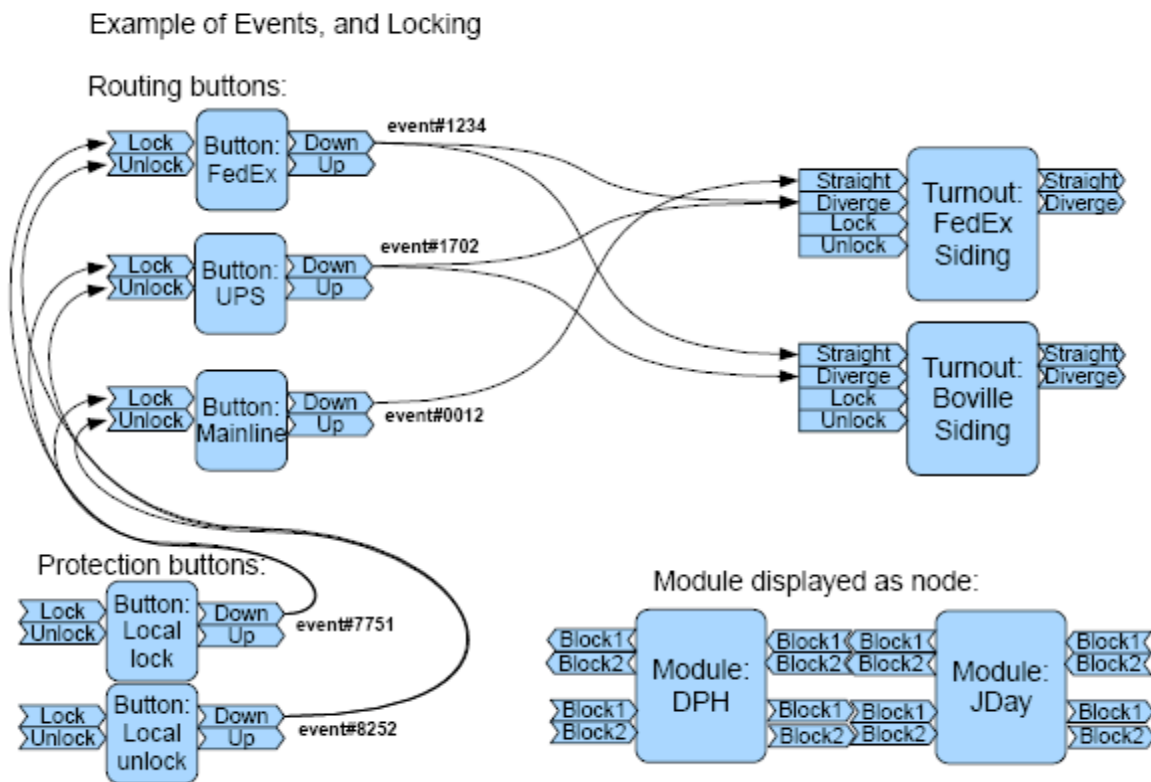 Example of Events, and Locking
Routing buttons:
Lock
Unlock
Button:
FedEx
Down
Up
event#1234
Lock
Unlock
Button:
UPS
Down
Up
event#1702
Lock
Unlock
Button:
Mainline
Down
Up
event#0012
Straight
Diverge
Lock
Unlock
Turnout:
FedEx
Siding
Straight
Diverge
Straight
Diverge
Lock
Unlock
Turnout:
Boville
Siding
Straight
Diverge
Protection buttons:
Lock
Unlock
Button:
Local
lock
Down
Up
event#7751
Lock
Unlock
Button:
Local
unlock
Down
Up
event#8252
Module displayed as node:
Block1
Block2
Block1
Block2
Module:
DPH
Block1
Block2
Block1
Block2
Block1
Block2
Block1
Block2
Module:
JDay
Block1
Block2
Block1
Block2